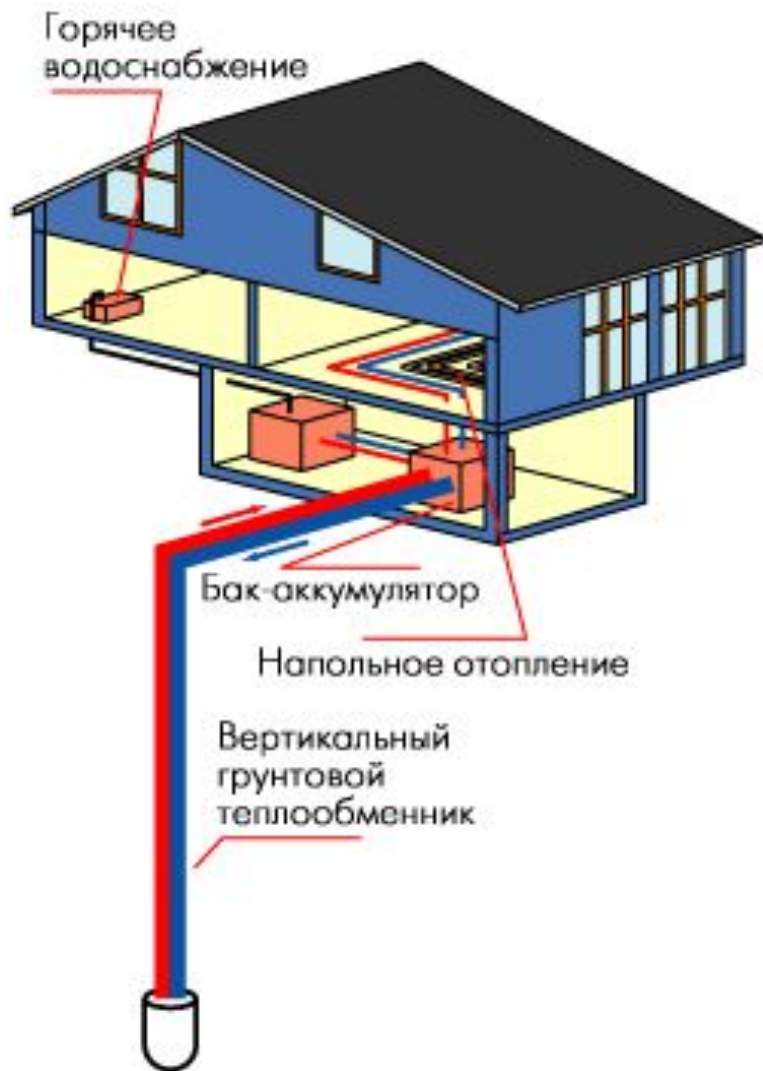 Горячее
водоснабжение
Бак-аккумулятор
Напольное отопление
Вертикальный
грунтовой
теплообменник